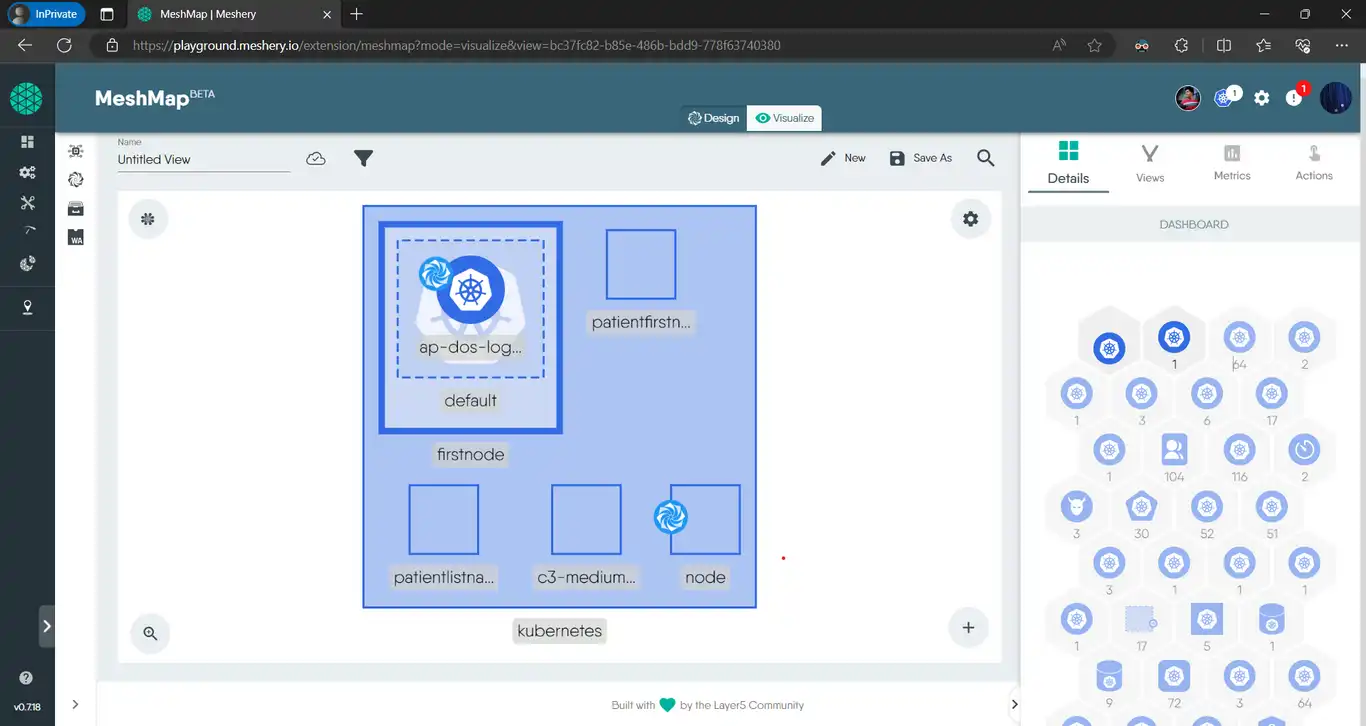 InPrivate
MeshMap | Meshery
https://playground.meshery.io/extension/meshmap?mode=visualize&view=bc37fc82-b85e-486b-bdd9-778f63740380
MeshMap BETA
1
1
Design
Visualize
Name
Untitled View
New
Save As
Details
Views
Metrics
Actions
DASHBOARD
WA
ap-dos-log...
default
firstnode
patientfirstn...
patientlistna...
c3-medium...
node
kubernetes
1 64 2
1 3 6 17
1 104 116 2
3 30 52 51
3 1 1 1
1 17 5 1
9 72 3 64
v0.7.18
Built with by the Layer5 Community